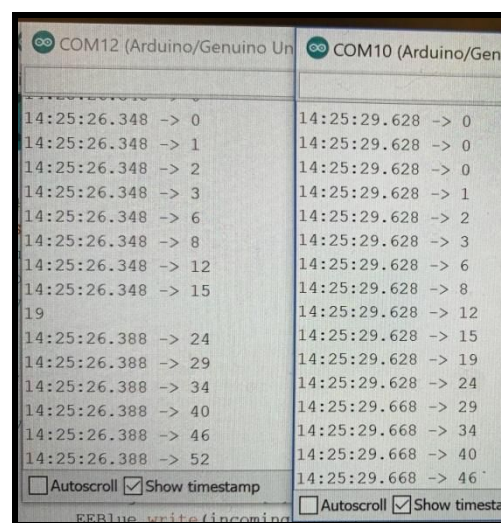 COM12 (Arduino/Genuino Un
14:25:26.348 -> 0
14:25:26.348 -> 1
14:25:26.348 -> 2
14:25:26.348 -> 3
14:25:26.348 -> 6
14:25:26.348 -> 8
14:25:26.348 -> 12
14:25:26.348 -> 15
19
14:25:26.388 -> 24
14:25:26.388 -> 29
14:25:26.388 -> 34
14:25:26.388 -> 40
14:25:26.388 -> 46
14:25:26.388 -> 52
Autoscroll Show timestamp
EEBlue.write(incoming
COM10 (Arduino/Gen
14:25:29.628 -> 0
14:25:29.628 -> 0
14:25:29.628 -> 0
14:25:29.628 -> 1
14:25:29.628 -> 2
14:25:29.628 -> 3
14:25:29.628 -> 6
14:25:29.628 -> 8
14:25:29.628 -> 12
14:25:29.628 -> 15
14:25:29.628 -> 19
14:25:29.628 -> 24
14:25:29.668 -> 29
14:25:29.668 -> 34
14:25:29.668 -> 40
14:25:29.668 -> 46
Autoscroll Show timesta